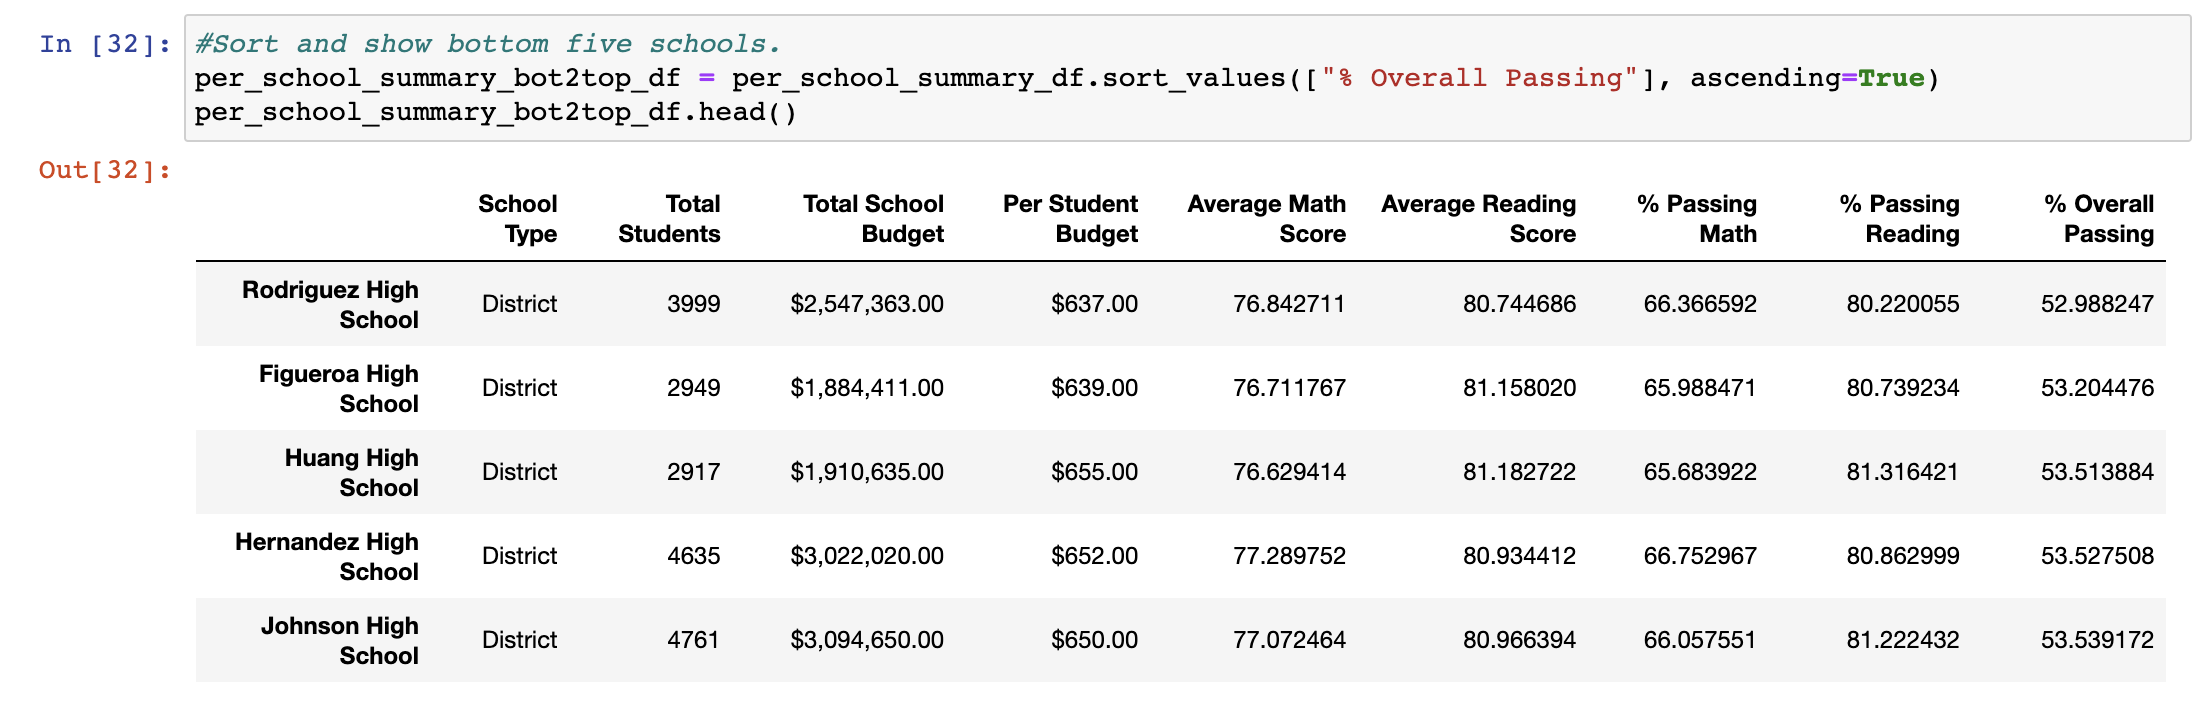 In [32]: #Sort and show bottom five schools.
per_school_summary_bot2top_df = per_school_summary_df.sort_values(["% Overall Passing"], ascending=True)
per_school_summary_bot2top_df.head()
Out[32]:
School Type Total Students Total School Budget Per Student Budget Average Math Score Average Reading Score % Passing Math % Passing Reading % Overall Passing
Rodriguez High School District 3999 $2,547,363.00 $637.00 76.842711 80.744686 66.366592 80.220055 52.988247
Figueroa High School District 2949 $1,884,411.00 $639.00 76.711767 81.158020 65.988471 80.739234 53.204476
Huang High School District 2917 $1,910,635.00 $655.00 76.629414 81.182722 65.683922 81.316421 53.513884
Hernandez High School District 4635 $3,022,020.00 $652.00 77.289752 80.934412 66.752967 80.862999 53.527508
Johnson High School District 4761 $3,094,650.00 $650.00 77.072464 80.966394 66.057551 81.222432 53.539172